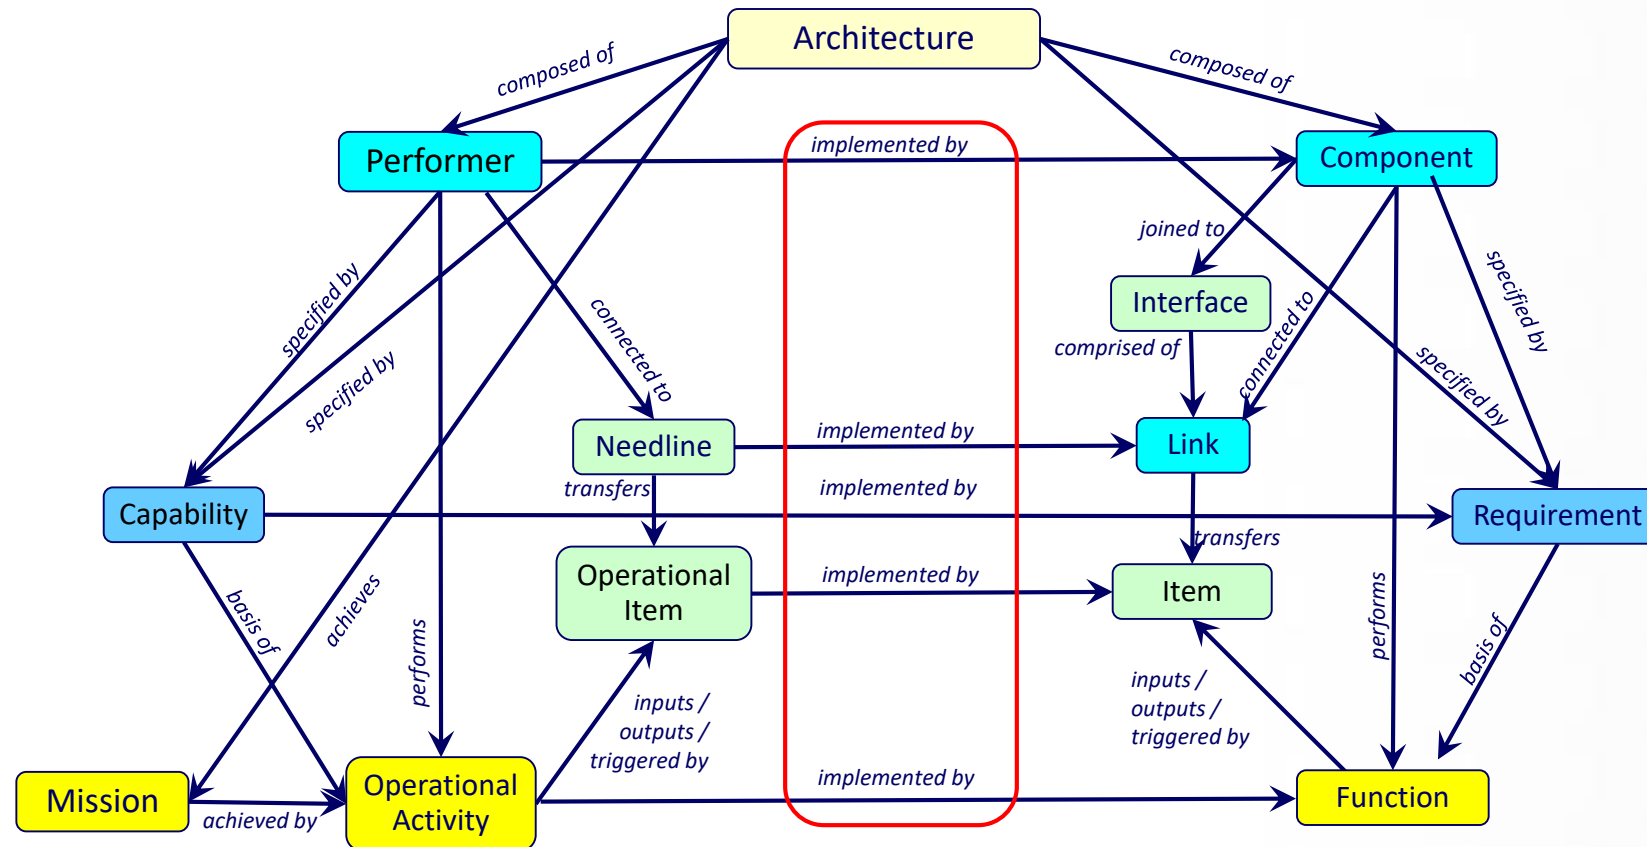 Architecture
composed of
composed of
Performer
implemented by
Component
joined to
specified by
connected to
Interface
specified by
comprised of
connected to
specified by
specified by
Needline
implemented by
Link
transfers
Capability
implemented by
Requirement
transfers
Operational
Item
implemented by
Item
basis of
achieves
performs
performs
basis of
inputs /
outputs /
triggered by
inputs /
outputs /
triggered by
Mission
achieved by
Operational
Activity
implemented by
Function